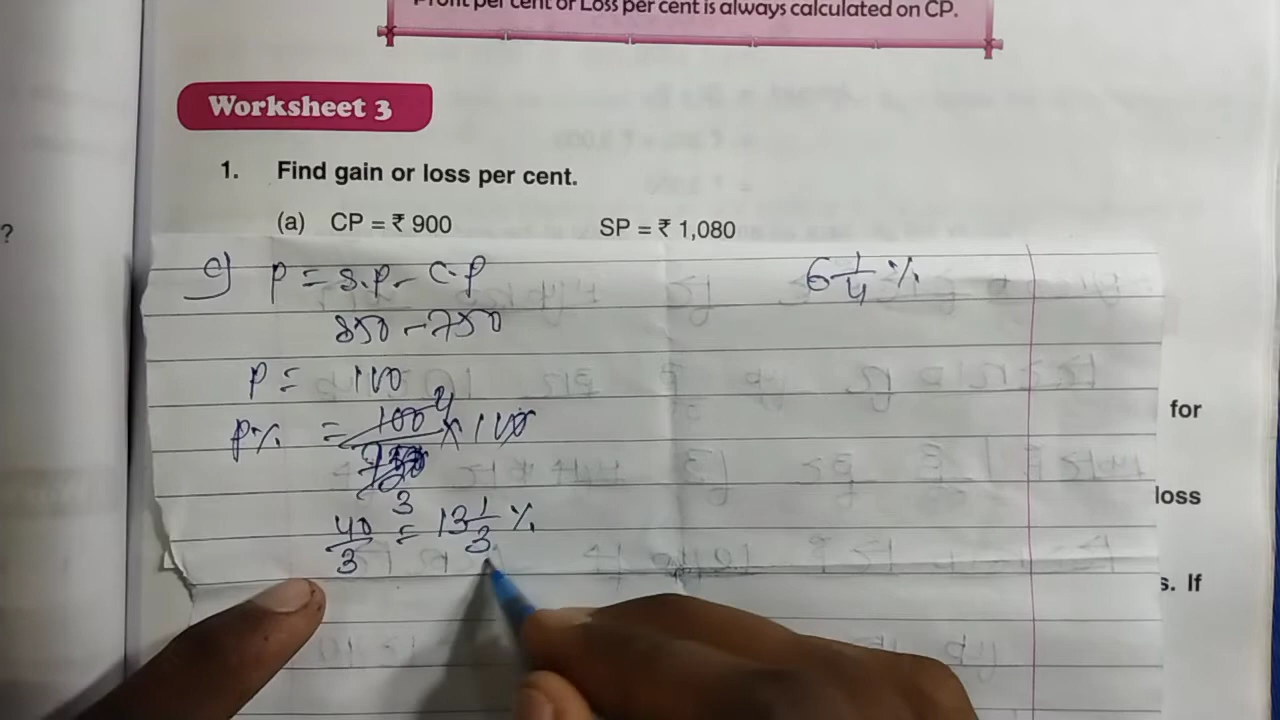 Profit per cent or Loss per cent is always calculated on CP.
Worksheet 3
1. Find gain or loss per cent.
(a) CP = ₹ 900 SP = ₹ 1,080
?
P = S.P - C.P 6 1/4 %
850 - 750
P = 100
P% = 100/750 × 100
4
3
40/3 = 13 1/3 %
for
loss
s. If